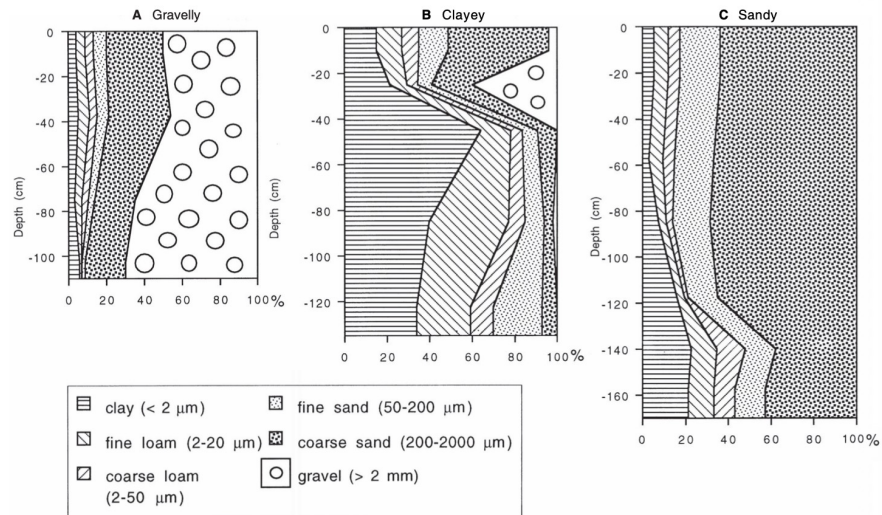 A Gravelly
B Clayey
C Sandy
0
-20
-40
-60
-80
-100
Depth (cm)
0 20 40 60 80 100 %
0
-20
-40
-60
-80
-100
-120
Depth (cm)
0 20 40 60 80 100%
0
-20
-40
-60
-80
-100
-120
-140
-160
Depth (cm)
0 20 40 60 80 100 %
clay (< 2 µm)
fine sand (50-200 µm)
fine loam (2-20 µm)
coarse sand (200-2000 µm)
coarse loam
(2-50 µm)
gravel (> 2 mm)